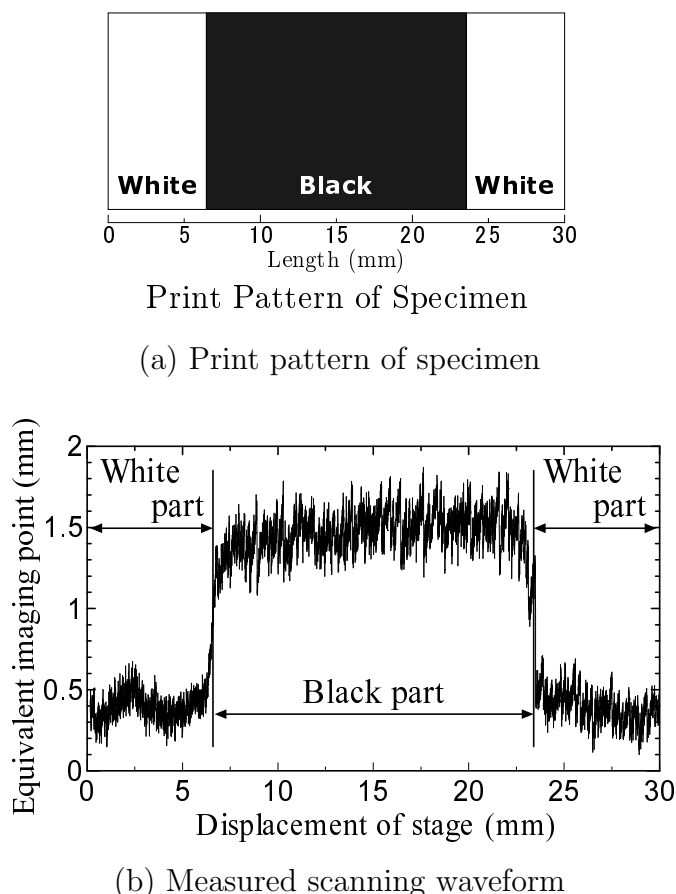 White Black White
0 5 10 15 20 25 30
Length (mm)
Print Pattern of Specimen
(a) Print pattern of specimen
Equivalent imaging point (mm)
2
1.5
1
0.5
0
White
part
White
part
Black part
0 5 10 15 20 25 30
Displacement of stage (mm)
(b) Measured scanning waveform